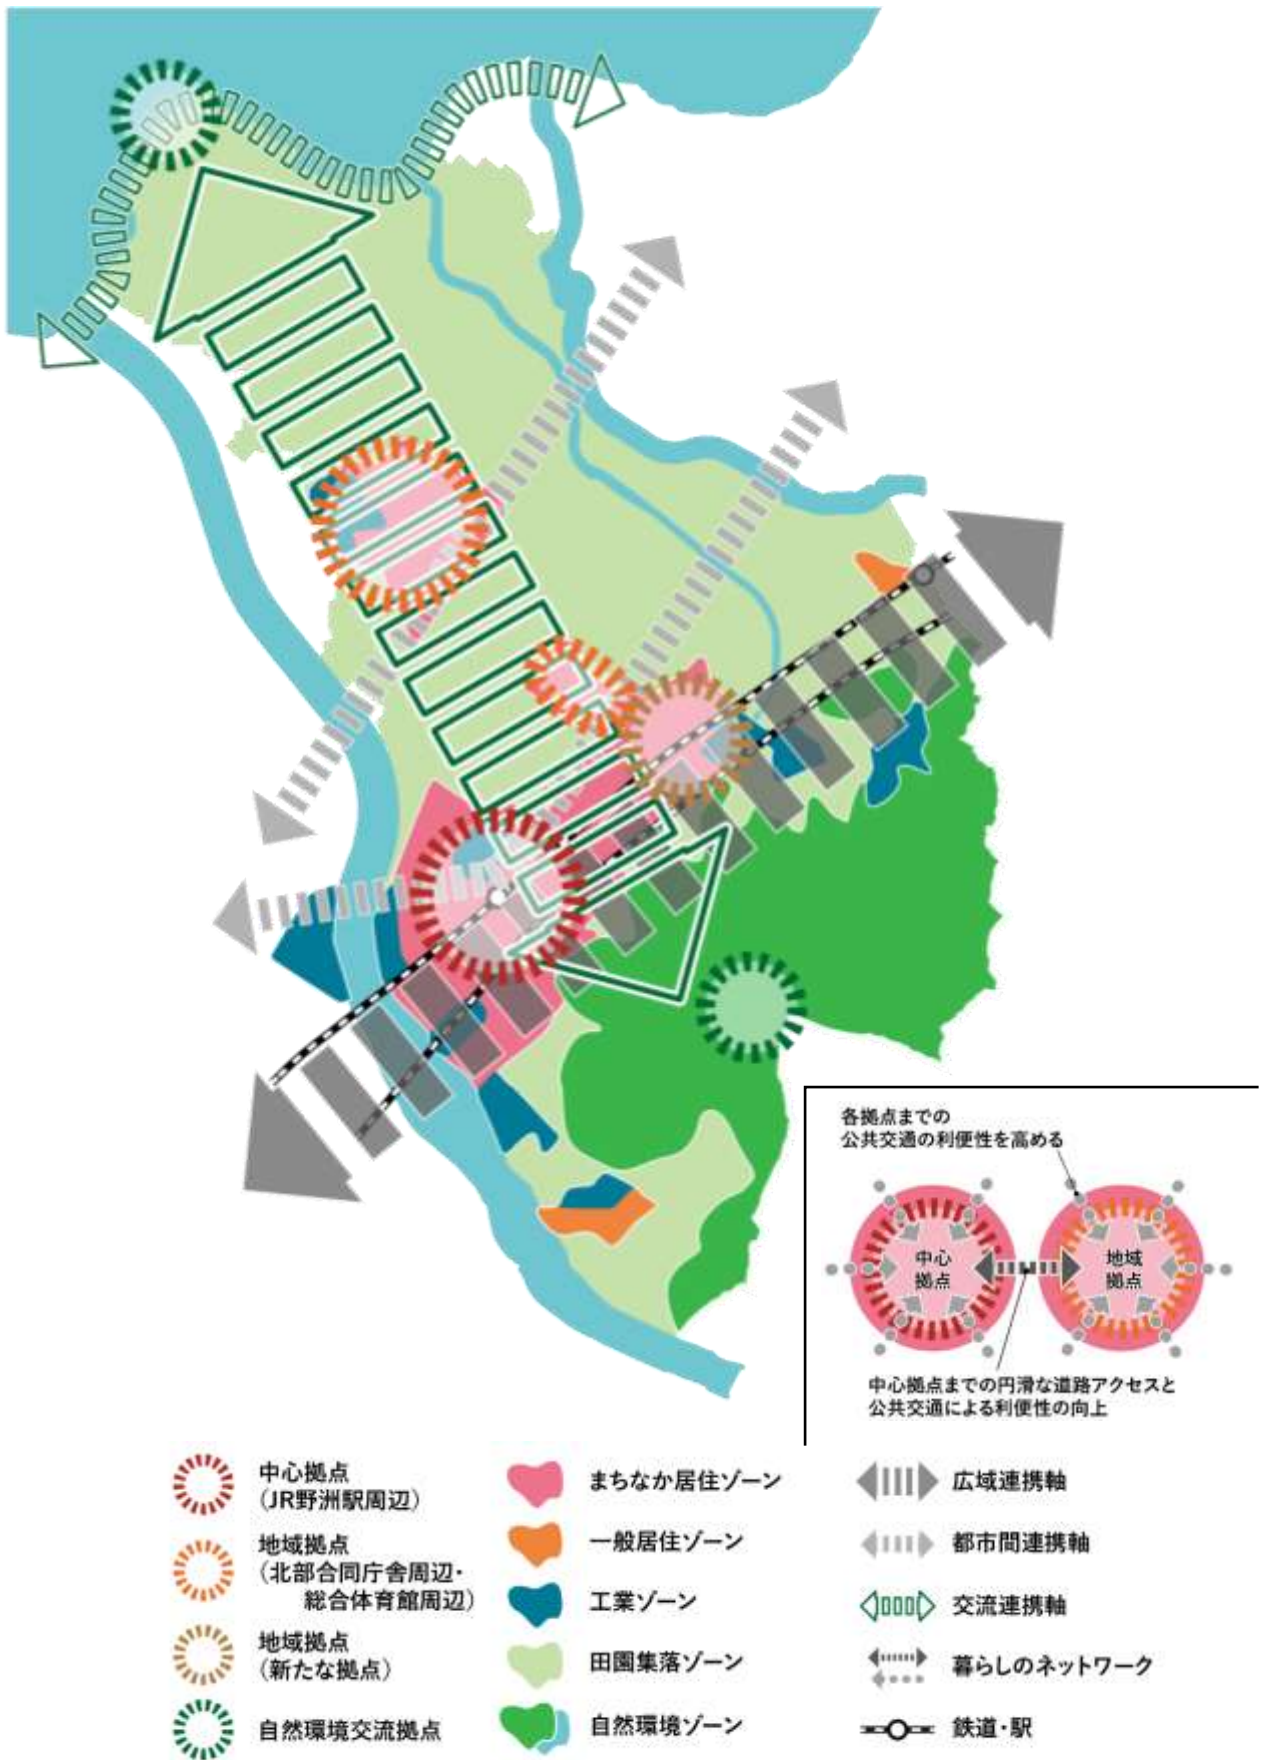 各拠点までの
公共交通の利便性を高める
中心
拠点
地域
拠点
中心拠点までの円滑な道路アクセスと
公共交通による利便性の向上
中心拠点
（JR野洲駅周辺）
地域拠点
（北部合同庁舎周辺・
総合体育館周辺）
地域拠点
（新たな拠点）
自然環境交流拠点
まちなか居住ゾーン
一般居住ゾーン
工業ゾーン
田園集落ゾーン
自然環境ゾーン
広域連携軸
都市間連携軸
交流連携軸
暮らしのネットワーク
鉄道・駅